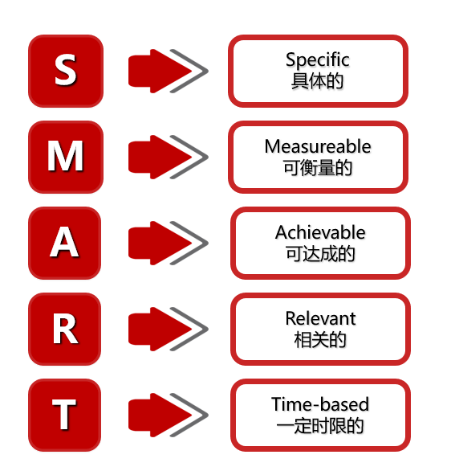 S
Specific
具体的
M
Measureable
可衡量的
A
Achievable
可达成的
R
Relevant
相关的
T
Time-based
一定时限的